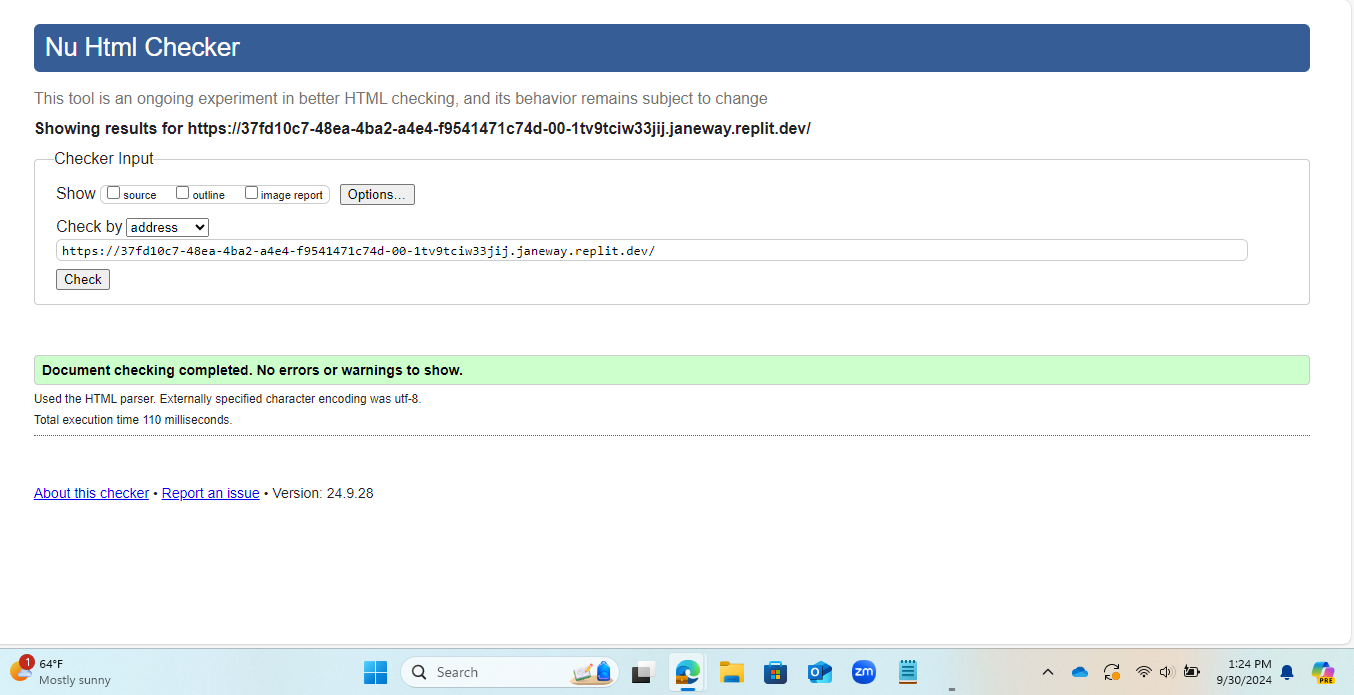 Nu Html Checker
This tool is an ongoing experiment in better HTML checking, and its behavior remains subject to change
Showing results for https://37fd10c7-48ea-4ba2-a4e4-f9541471c74d-00-1tv9tciw33jij.janeway.replit.dev/
Checker Input
Show source outline image report Options...
Check by address
https://37fd10c7-48ea-4ba2-a4e4-f9541471c74d-00-1tv9tciw33jij.janeway.replit.dev/
Check
Document checking completed. No errors or warnings to show.
Used the HTML parser. Externally specified character encoding was utf-8.
Total execution time 110 milliseconds.
About this checker • Report an issue • Version: 24.9.28
1
64°F
Mostly sunny
Search
zm
1:24 PM
9/30/2024
PRE